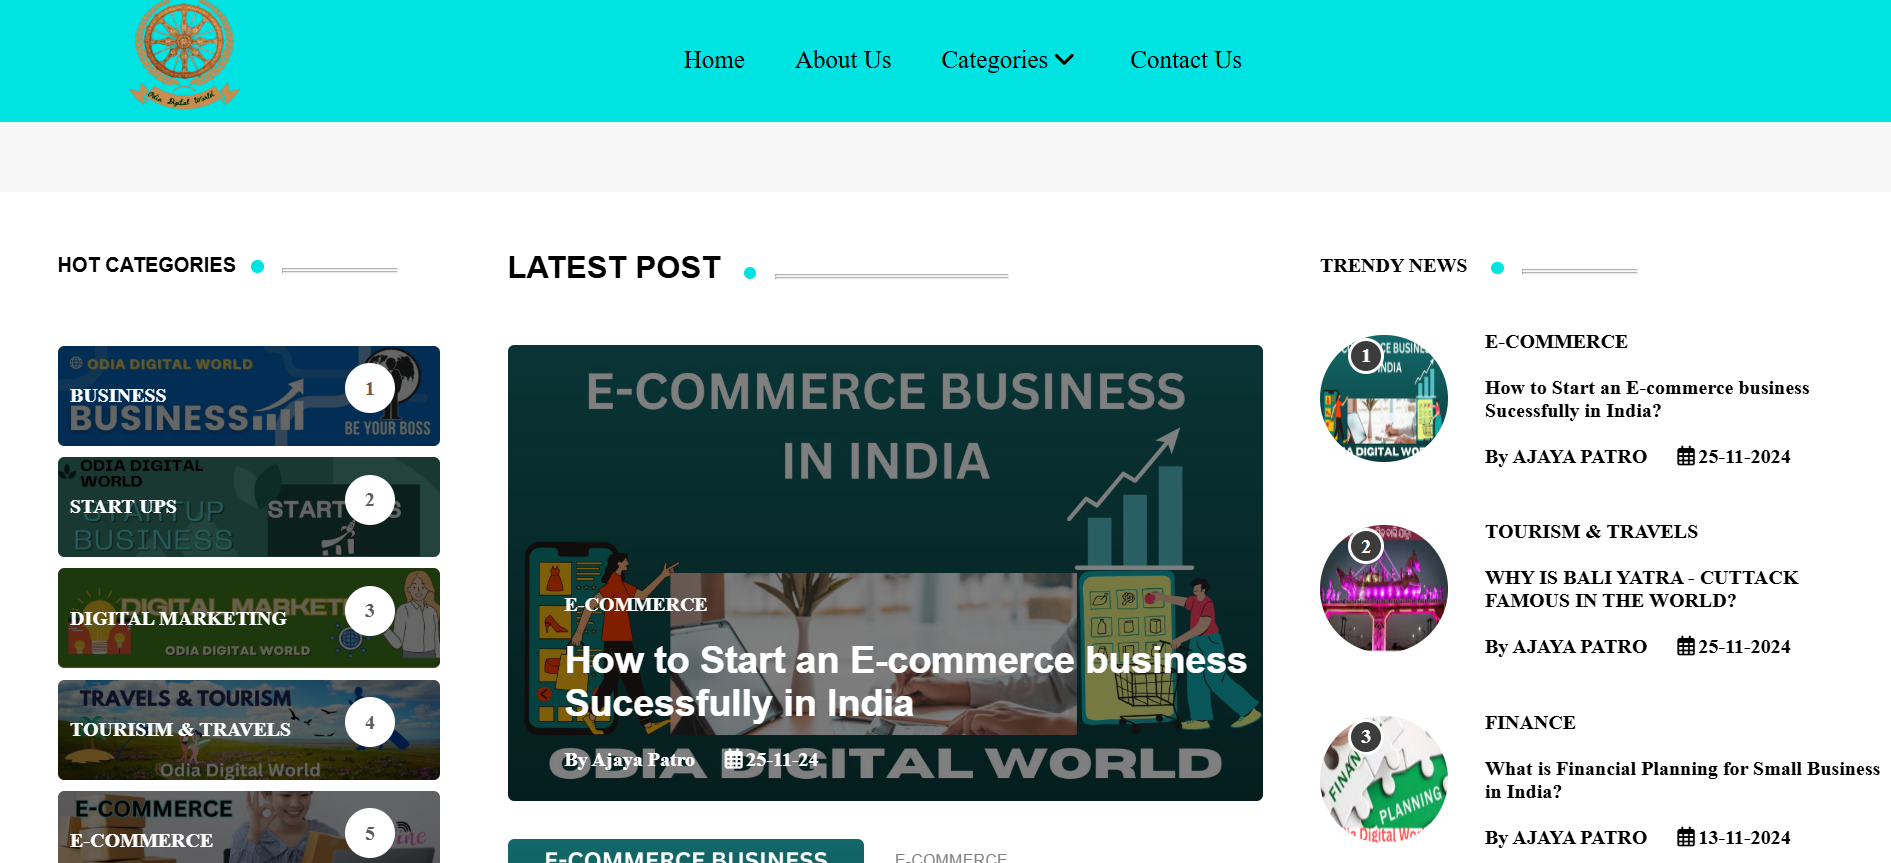 Odia Digital World
Home
About Us
Categories
Contact Us
HOT CATEGORIES
ODIA DIGITAL WORLD
BUSINESS
BUSINESS
BE YOUR BOSS
1
ODIA DIGITAL
WORLD
START UPS
STARTUP
BUSINESS
2
DIGITAL MARKETING
ODIA DIGITAL WORLD
3
TRAVELS & TOURISM
TOURISIM & TRAVELS
Odia Digital World
4
E-COMMERCE
E-COMMERCE
5
LATEST POST
E-COMMERCE BUSINESS
IN INDIA
E-COMMERCE
How to Start an E-commerce business
Sucessfully in India
By Ajaya Patro 25-11-24
ODIA DIGITAL WORLD
E-COMMERCE BUSINESS
E-COMMERCE
TRENDY NEWS
1
E-COMMERCE
How to Start an E-commerce business
Sucessfully in India?
By AJAYA PATRO 25-11-2024
2
TOURISM & TRAVELS
WHY IS BALI YATRA - CUTTACK
FAMOUS IN THE WORLD?
By AJAYA PATRO 25-11-2024
3
PLANNING
FINANCE
What is Financial Planning for Small Business
in India?
By AJAYA PATRO 13-11-2024